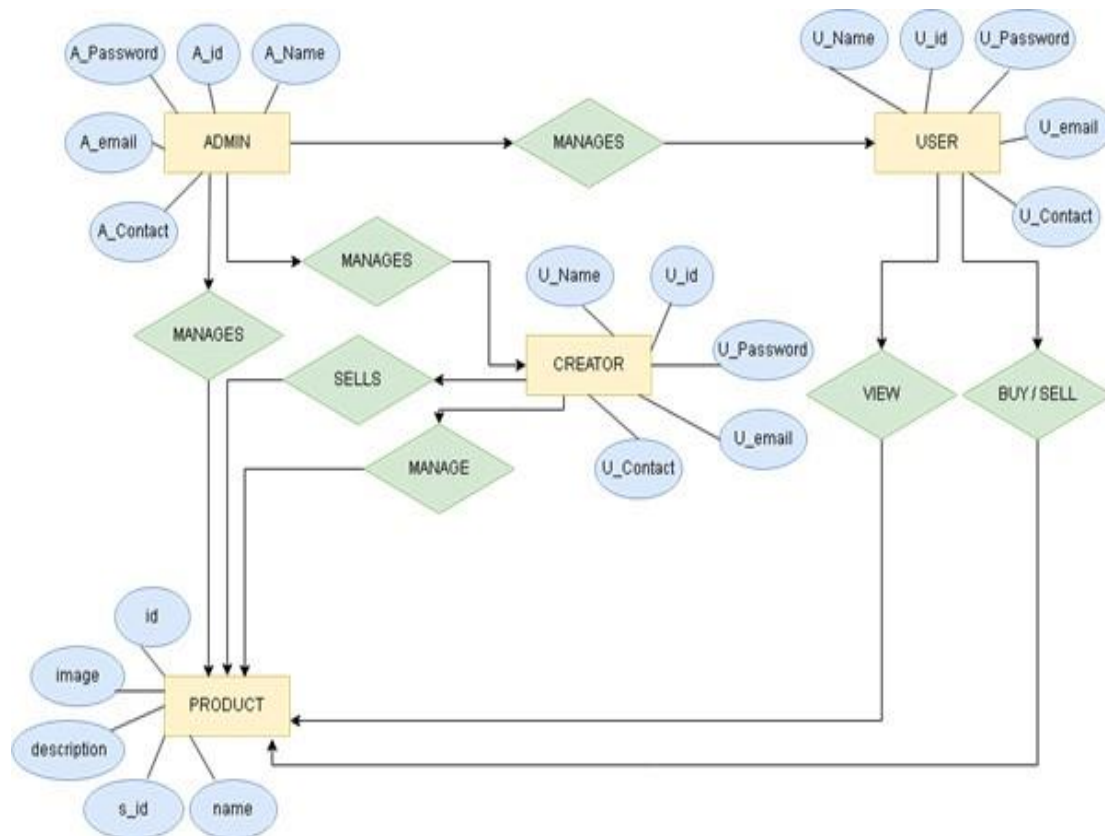 A_Password
A_id
A_Name
U_Name
U_id
U_Password
A_email
ADMIN
MANAGES
USER
U_email
A_Contact
U_Contact
MANAGES
U_Name
U_id
MANAGES
U_Password
SELLS
CREATOR
VIEW
BUY / SELL
MANAGE
U_Contact
U_email
id
image
PRODUCT
description
s_id
name